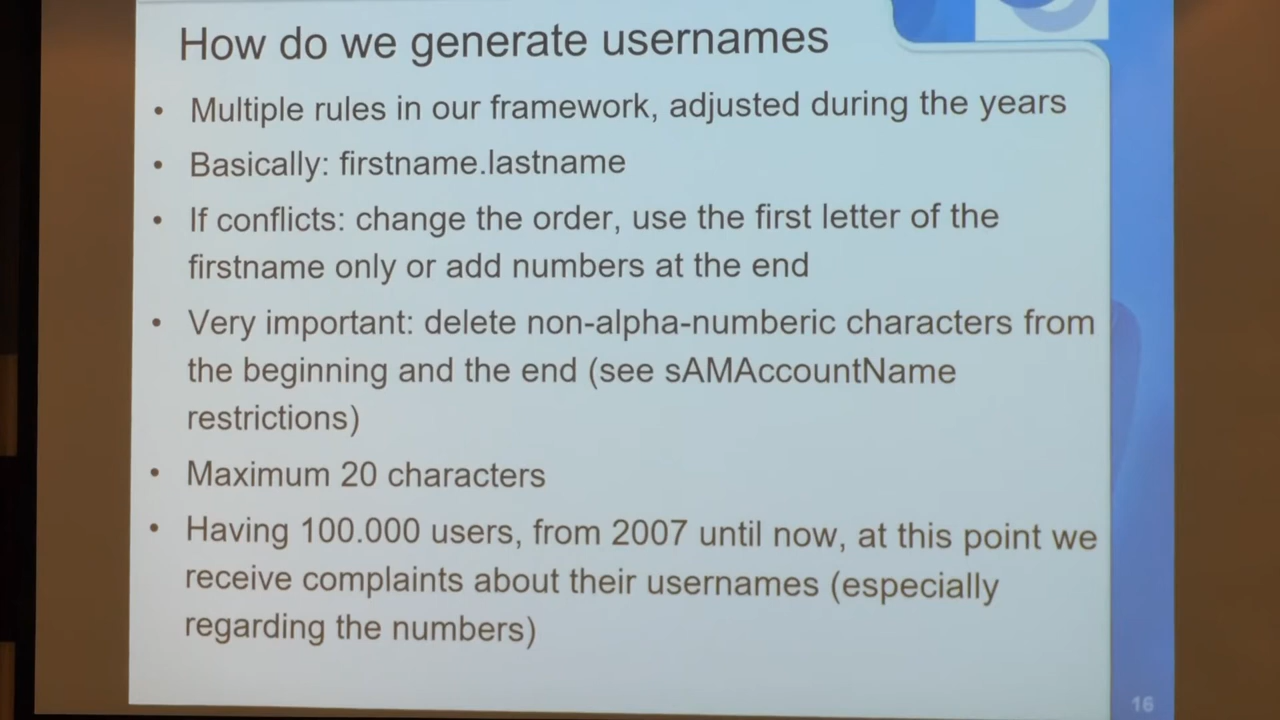 How do we generate usernames
• Multiple rules in our framework, adjusted during the years
• Basically: firstname.lastname
• If conflicts: change the order, use the first letter of the
firstname only or add numbers at the end
• Very important: delete non-alpha-numberic characters from
the beginning and the end (see sAMAccountName
restrictions)
• Maximum 20 characters
• Having 100.000 users, from 2007 until now, at this point we
receive complaints about their usernames (especially
regarding the numbers)
16